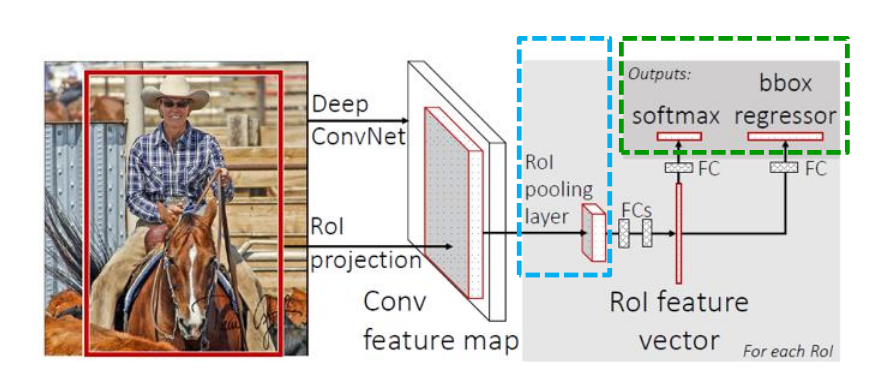 Deep
ConvNet
RoI
projection
Conv
feature map
RoI
pooling
layer
FCs
Outputs:
softmax
bbox
regressor
FC
FC
RoI feature
vector
For each RoI